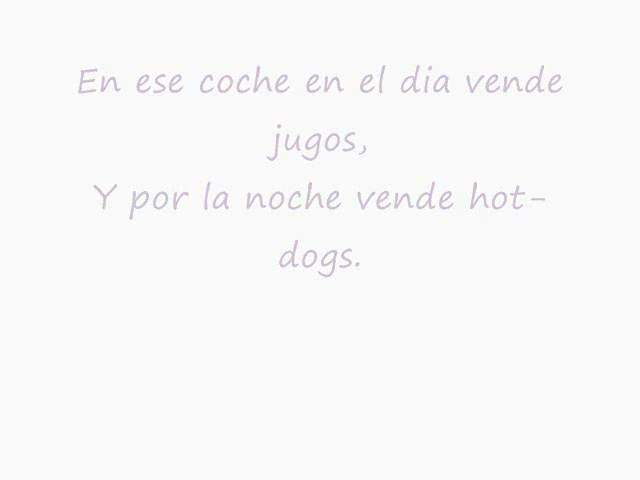 En ese coche en el dia vende
jugos,
Y por la noche vende hot-
dogs.